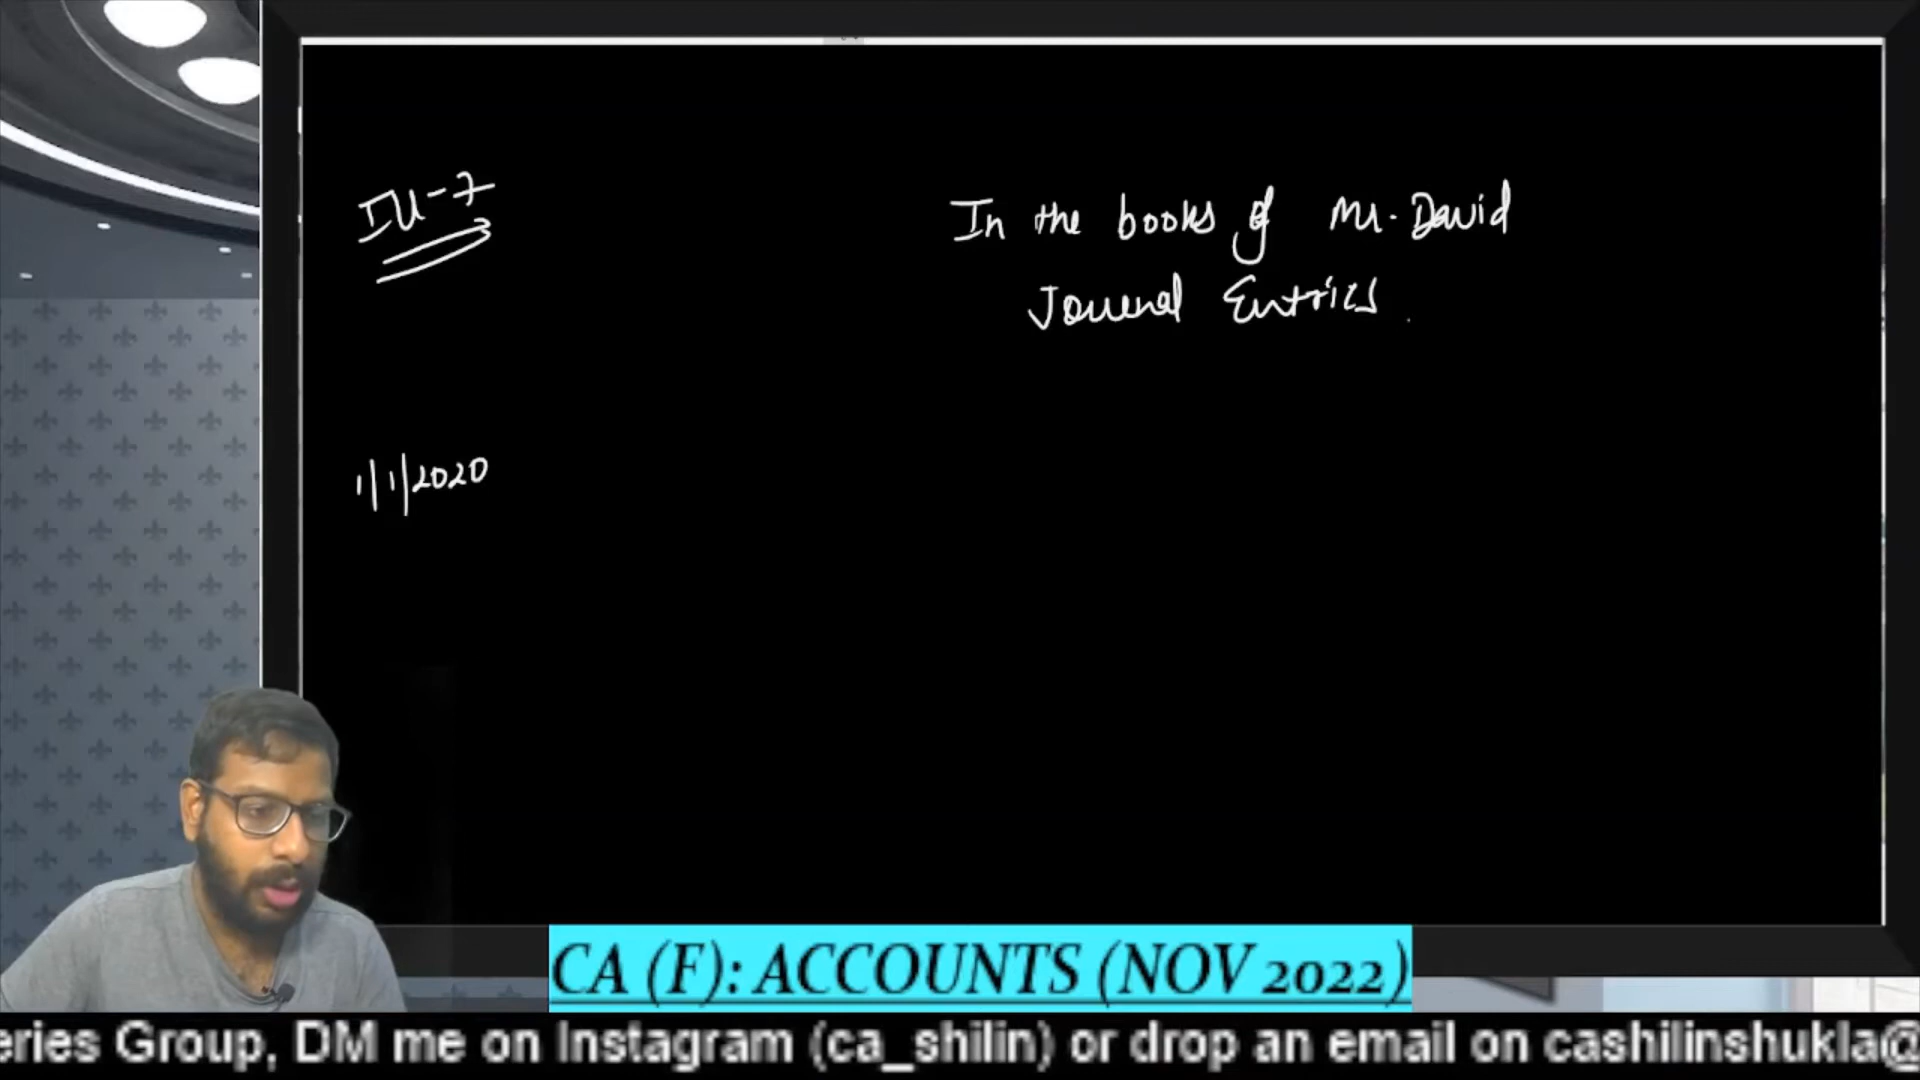 ILL-7
In the books of Mr. David
Journal Entries
1/1/2020
CA (F): ACCOUNTS (NOV 2022)
eries Group, DM me on Instagram (ca_shilin) or drop an email on cashilinshukla@